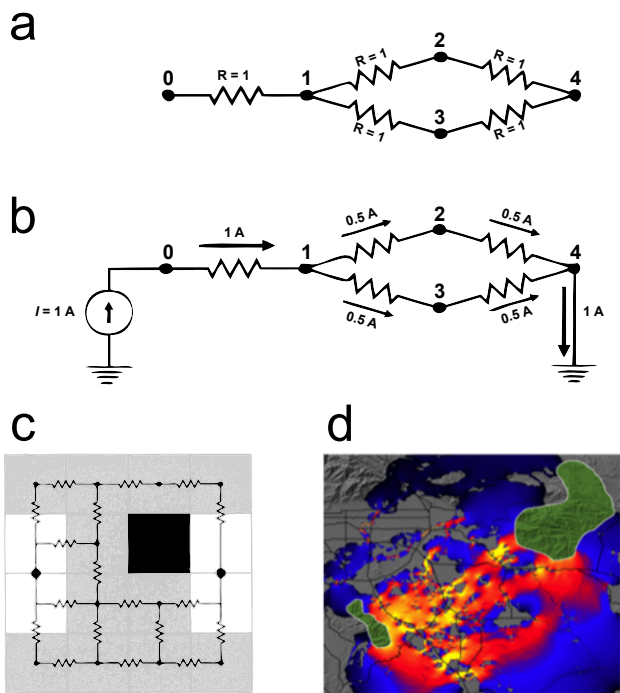 a
0
R = 1
1
R = 1
2
R = 1
R = 1
3
R = 1
4
b
I = 1 A
0
1 A
1
0.5 A
2
0.5 A
0.5 A
3
0.5 A
4
1 A
c
d